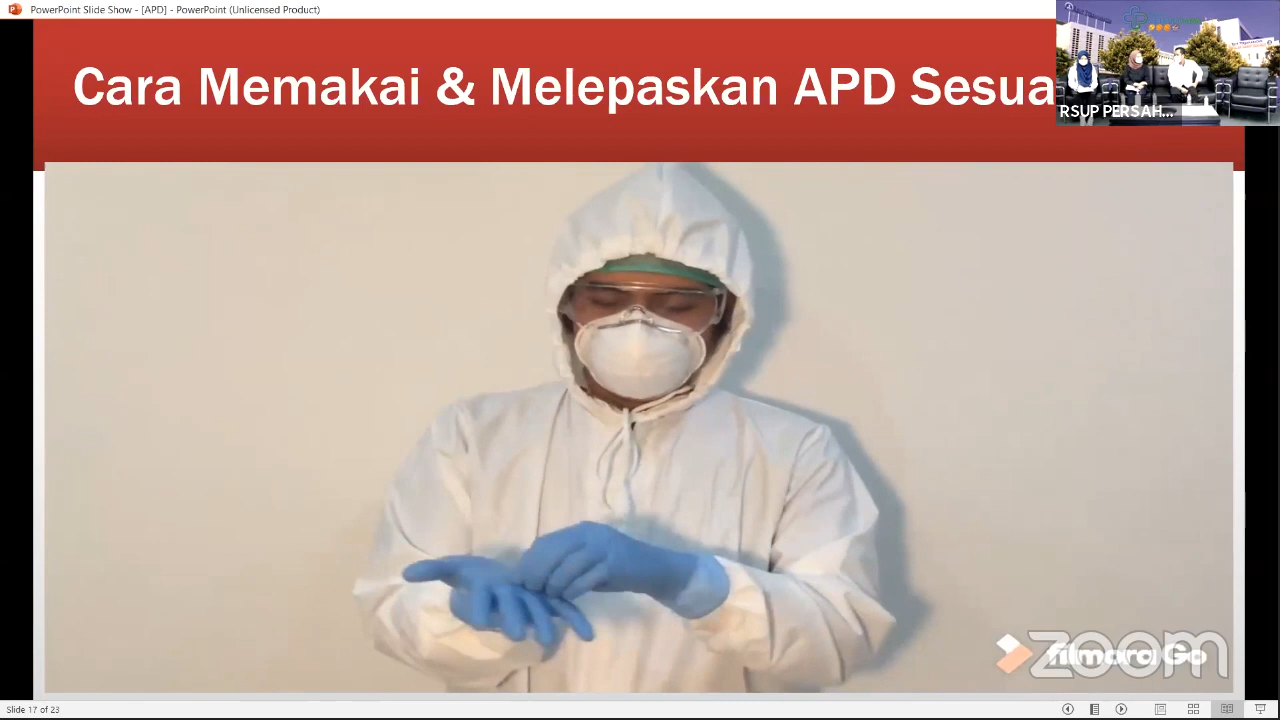 PowerPoint Slide Show - [APD] - PowerPoint (Unlicensed Product)
Cara Memakai & Melepaskan APD Sesua
RSUP PERSAH...
filmora Go
zoom
Slide 17 of 23